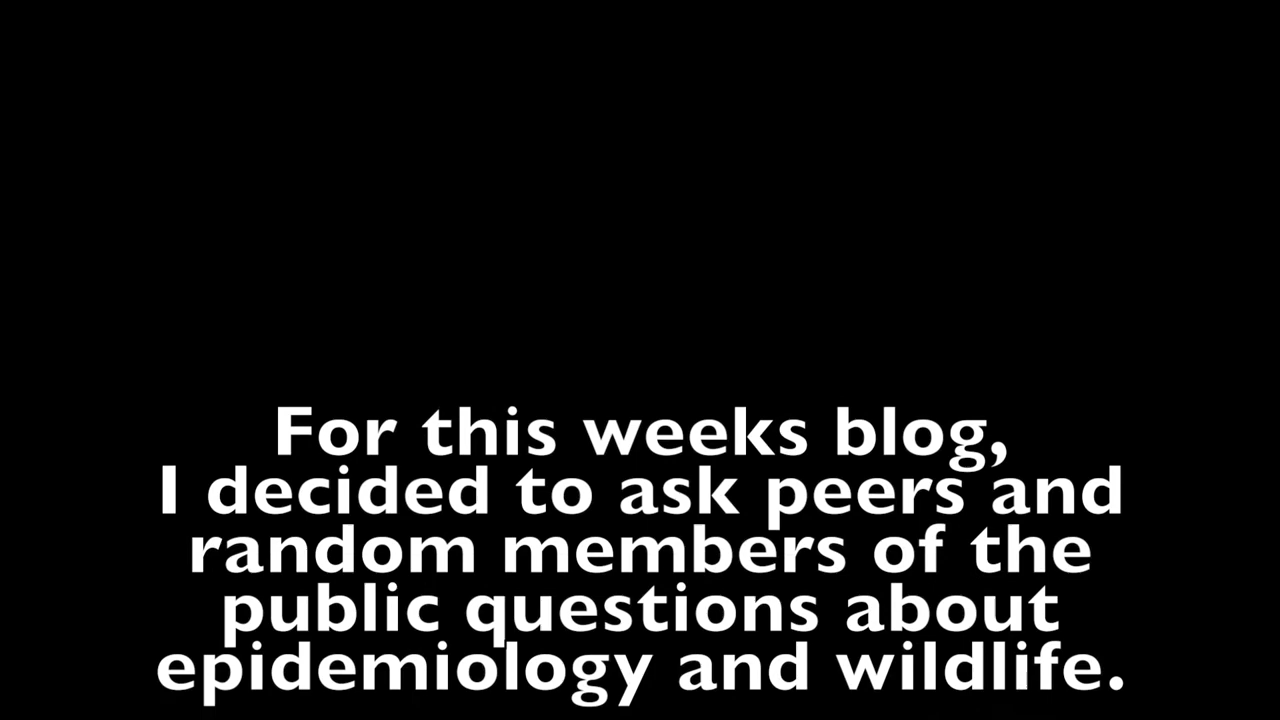 For this weeks blog,
I decided to ask peers and
random members of the
public questions about
epidemiology and wildlife.